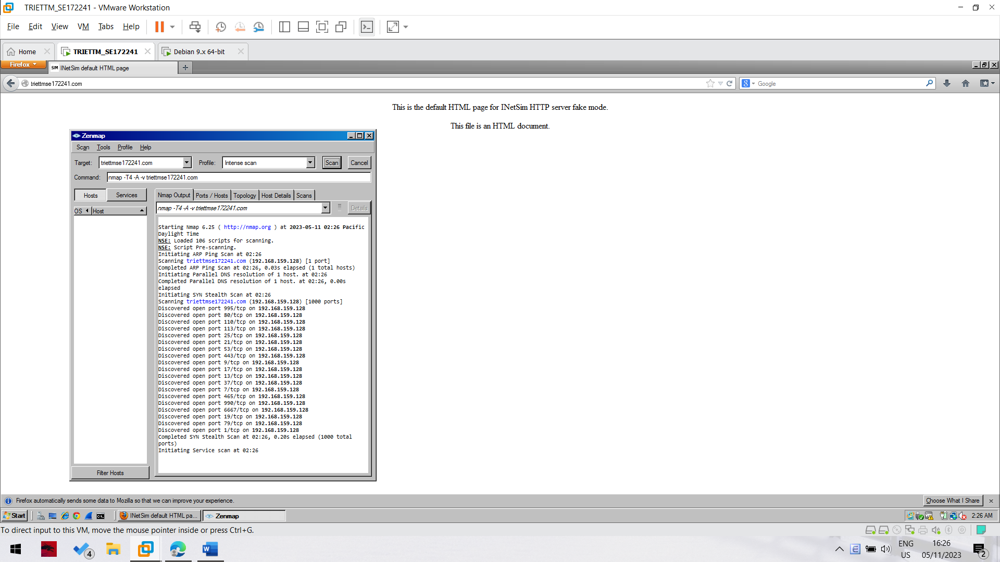 TRIETTM_SE172241 - VMware Workstation
File Edit View VM Tabs Help
Home TRIETTM_SE172241 Debian 9.x 64-bit
Firefox SIM INetSim default HTML page
triettmse172241.com 8 Google
This is the default HTML page for INetSim HTTP server fake mode.
This file is an HTML document.
Zenmap
Scan Tools Profile Help
Target: triettmse172241.com Profile: Intense scan Scan Cancel
Command: nmap -T4 -A -v triettmse172241.com
Hosts Services Nmap Output Ports / Hosts Topology Host Details Scans
OS Host nmap -T4 -A -v triettmse172241.com Details
Starting Nmap 6.25 ( http://nmap.org ) at 2023-05-11 02:26 Pacific
Daylight Time
NSE: Loaded 106 scripts for scanning.
NSE: Script Pre-scanning.
Initiating ARP Ping Scan at 02:26
Scanning triettmse172241.com (192.168.159.128) [1 port]
Completed ARP Ping Scan at 02:26, 0.03s elapsed (1 total hosts)
Initiating Parallel DNS resolution of 1 host. at 02:26
Completed Parallel DNS resolution of 1 host. at 02:26, 0.00s
elapsed
Initiating SYN Stealth Scan at 02:26
Scanning triettmse172241.com (192.168.159.128) [1000 ports]
Discovered open port 995/tcp on 192.168.159.128
Discovered open port 80/tcp on 192.168.159.128
Discovered open port 110/tcp on 192.168.159.128
Discovered open port 113/tcp on 192.168.159.128
Discovered open port 25/tcp on 192.168.159.128
Discovered open port 21/tcp on 192.168.159.128
Discovered open port 53/tcp on 192.168.159.128
Discovered open port 443/tcp on 192.168.159.128
Discovered open port 9/tcp on 192.168.159.128
Discovered open port 17/tcp on 192.168.159.128
Discovered open port 13/tcp on 192.168.159.128
Discovered open port 37/tcp on 192.168.159.128
Discovered open port 7/tcp on 192.168.159.128
Discovered open port 465/tcp on 192.168.159.128
Discovered open port 990/tcp on 192.168.159.128
Discovered open port 6667/tcp on 192.168.159.128
Discovered open port 19/tcp on 192.168.159.128
Discovered open port 79/tcp on 192.168.159.128
Discovered open port 1/tcp on 192.168.159.128
Completed SYN Stealth Scan at 02:26, 0.20s elapsed (1000 total
ports)
Initiating Service scan at 02:26
Filter Hosts
Firefox automatically sends some data to Mozilla so that we can improve your experience. Choose What I Share
Start INetSim default HTML pa... Zenmap 2:26 AM
To direct input to this VM, move the mouse pointer inside or press Ctrl+G.
4 W E ENG 16:26
US 05/11/2023 2